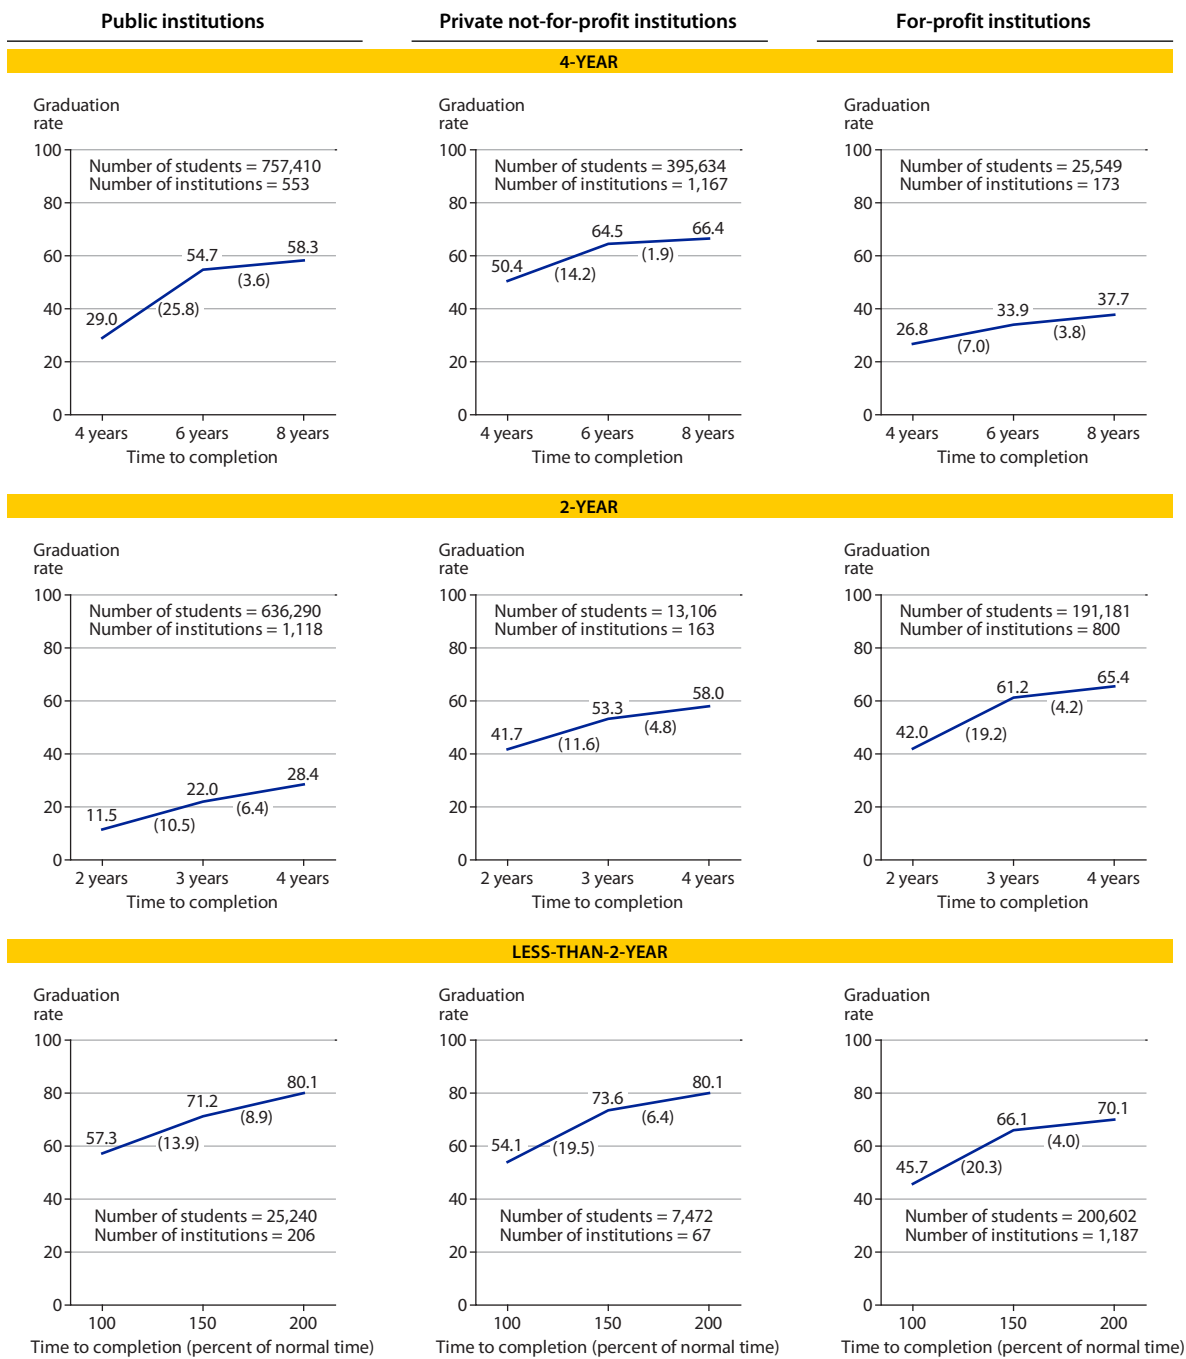 Public institutions
Private not-for-profit institutions
For-profit institutions
4-YEAR
Graduation
rate
100
80
60
40
20
0
Number of students = 757,410
Number of institutions = 553
29.0
(25.8)
54.7
(3.6)
58.3
4 years
6 years
8 years
Time to completion
Graduation
rate
100
80
60
40
20
0
Number of students = 395,634
Number of institutions = 1,167
50.4
(14.2)
64.5
(1.9)
66.4
4 years
6 years
8 years
Time to completion
Graduation
rate
100
80
60
40
20
0
Number of students = 25,549
Number of institutions = 173
26.8
(7.0)
33.9
(3.8)
37.7
4 years
6 years
8 years
Time to completion
2-YEAR
Graduation
rate
100
80
60
40
20
0
Number of students = 636,290
Number of institutions = 1,118
11.5
(10.5)
22.0
(6.4)
28.4
2 years
3 years
4 years
Time to completion
Graduation
rate
100
80
60
40
20
0
Number of students = 13,106
Number of institutions = 163
41.7
(11.6)
53.3
(4.8)
58.0
2 years
3 years
4 years
Time to completion
Graduation
rate
100
80
60
40
20
0
Number of students = 191,181
Number of institutions = 800
42.0
(19.2)
61.2
(4.2)
65.4
2 years
3 years
4 years
Time to completion
LESS-THAN-2-YEAR
Graduation
rate
100
80
60
40
20
0
57.3
(13.9)
71.2
(8.9)
80.1
Number of students = 25,240
Number of institutions = 206
100
150
200
Time to completion (percent of normal time)
Graduation
rate
100
80
60
40
20
0
54.1
(19.5)
73.6
(6.4)
80.1
Number of students = 7,472
Number of institutions = 67
100
150
200
Time to completion (percent of normal time)
Graduation
rate
100
80
60
40
20
0
45.7
(20.3)
66.1
(4.0)
70.1
Number of students = 200,602
Number of institutions = 1,187
100
150
200
Time to completion (percent of normal time)